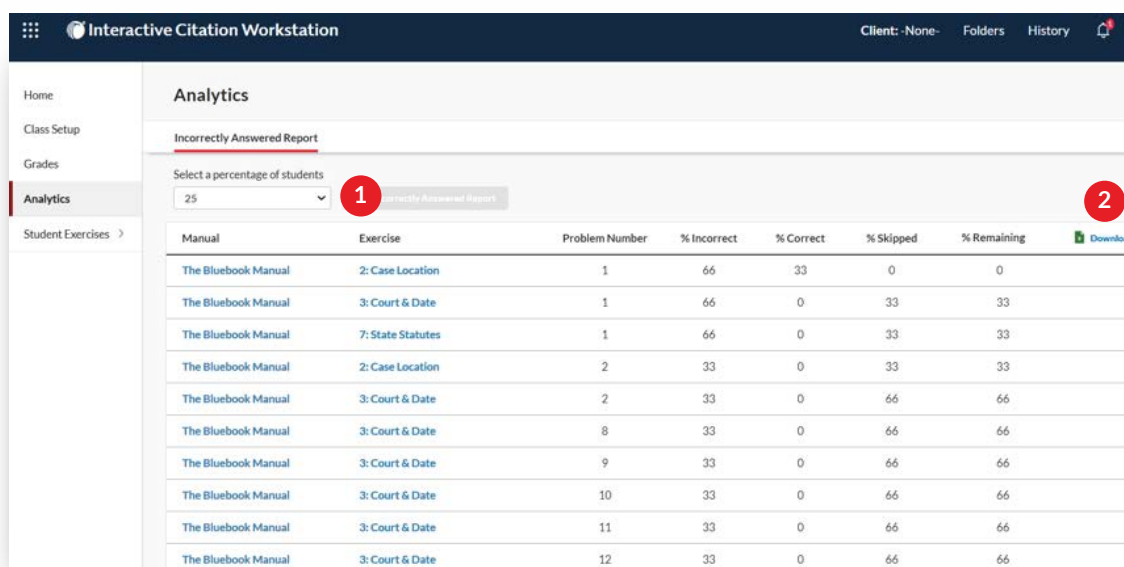 Interactive Citation Workstation
Client: -None- Folders History
Home
Class Setup
Grades
Analytics
Student Exercises
Analytics
Incorrectly Answered Report
Select a percentage of students
25
1
Incorrectly Answered Report
2
Manual Exercise Problem Number % Incorrect % Correct % Skipped % Remaining
The Bluebook Manual 2: Case Location 1 66 33 0 0
The Bluebook Manual 3: Court & Date 1 66 0 33 33
The Bluebook Manual 7: State Statutes 1 66 0 33 33
The Bluebook Manual 2: Case Location 2 33 0 33 33
The Bluebook Manual 3: Court & Date 2 33 0 66 66
The Bluebook Manual 3: Court & Date 8 33 0 66 66
The Bluebook Manual 3: Court & Date 9 33 0 66 66
The Bluebook Manual 3: Court & Date 10 33 0 66 66
The Bluebook Manual 3: Court & Date 11 33 0 66 66
The Bluebook Manual 3: Court & Date 12 33 0 66 66